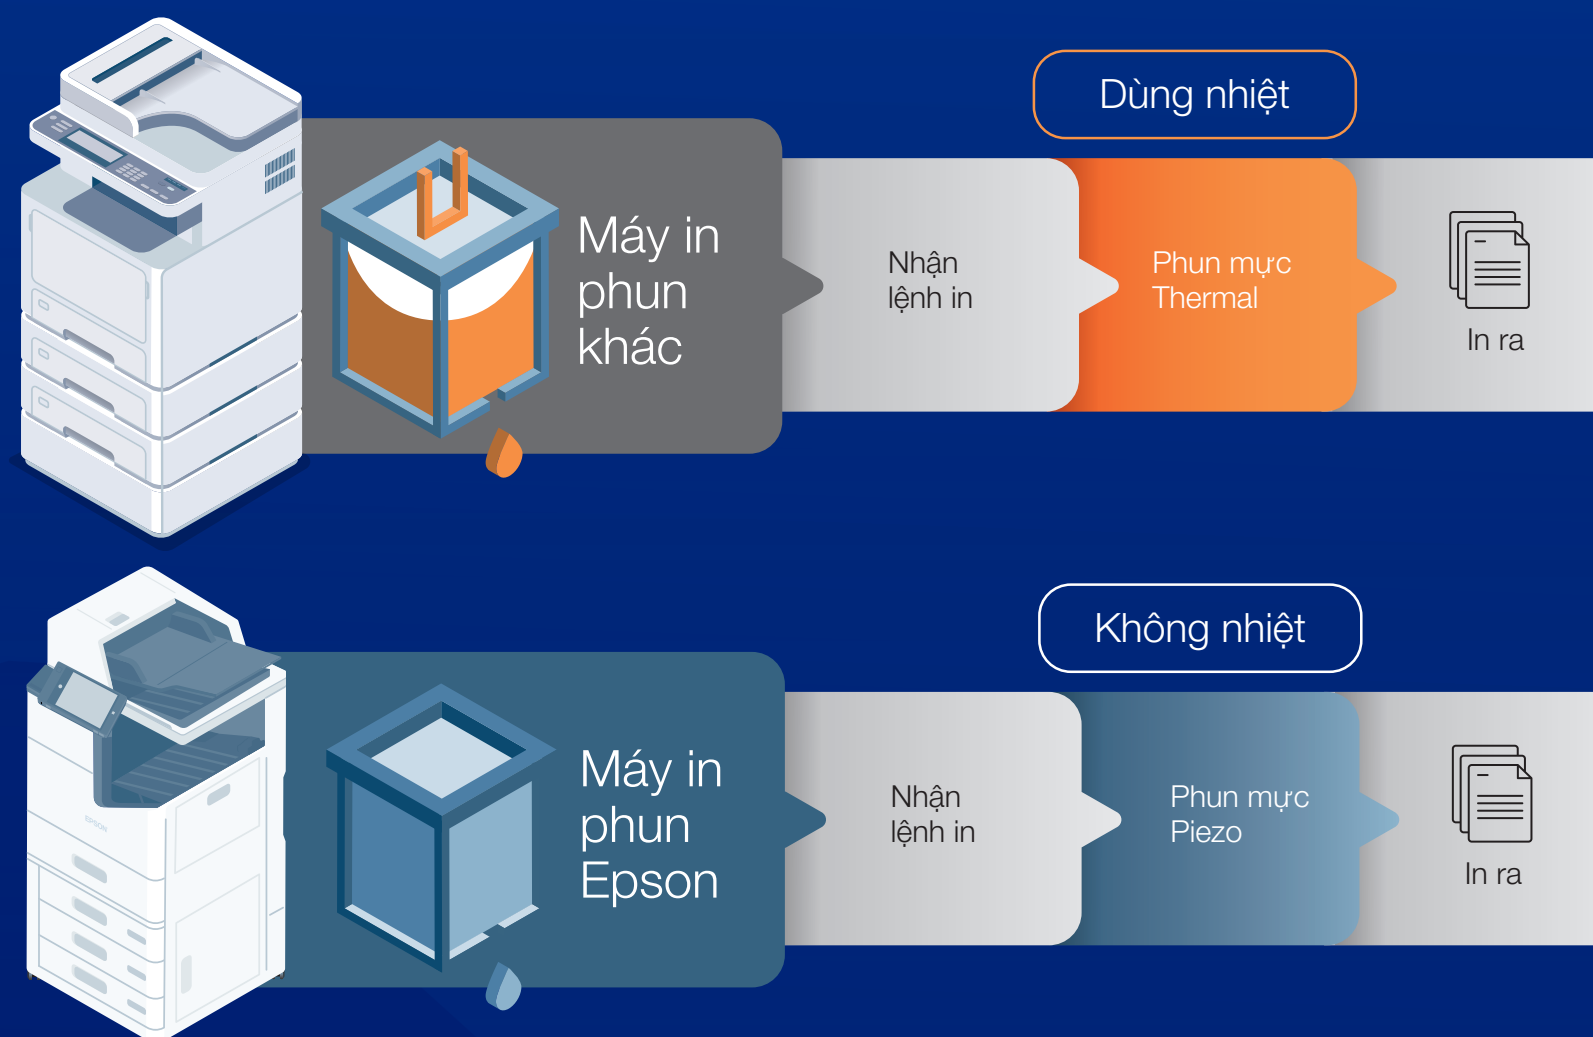 Dùng nhiệt
Máy in
phun
khác
Nhận
lệnh in
Phun mực
Thermal
In ra
Không nhiệt
Máy in
phun
Epson
Nhận
lệnh in
Phun mực
Piezo
In ra
EPSON